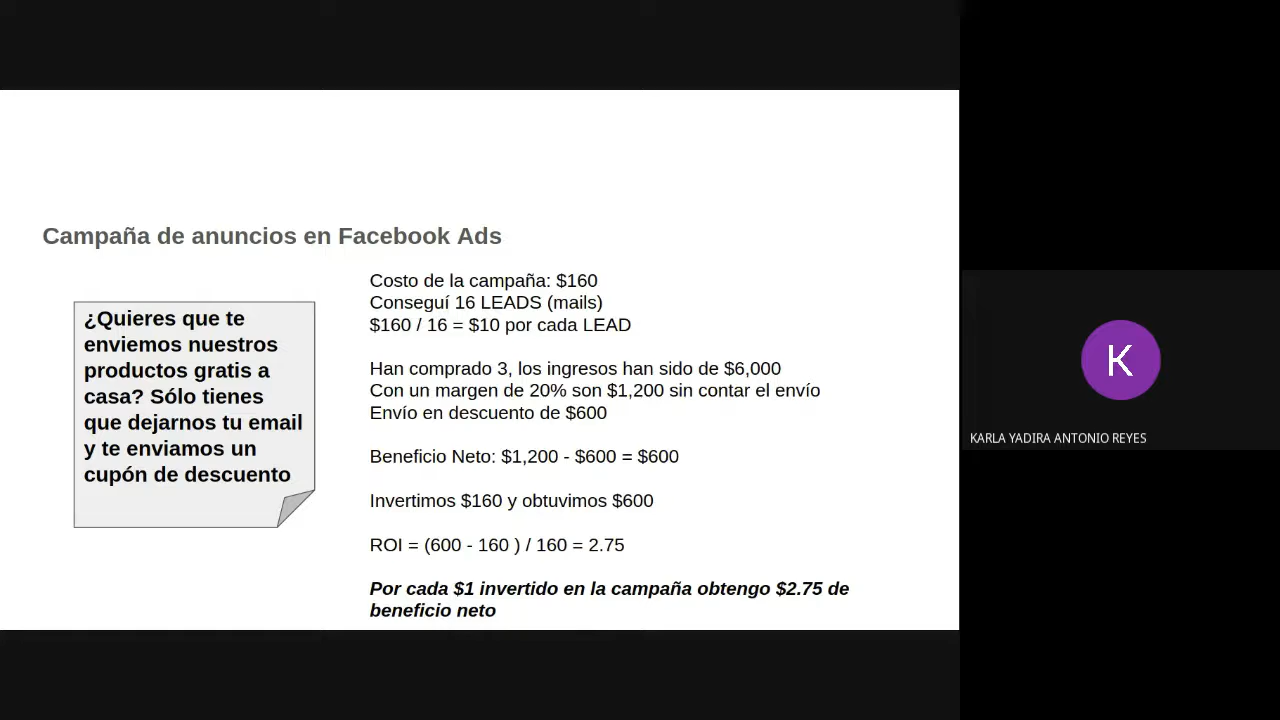 Campaña de anuncios en Facebook Ads
¿Quieres que te
enviemos nuestros
productos gratis a
casa? Sólo tienes
que dejarnos tu email
y te enviamos un
cupón de descuento
Costo de la campaña: $160
Conseguí 16 LEADS (mails)
$160 / 16 = $10 por cada LEAD
Han comprado 3, los ingresos han sido de $6,000
Con un margen de 20% son $1,200 sin contar el envío
Envío en descuento de $600
Beneficio Neto: $1,200 - $600 = $600
Invertimos $160 y obtuvimos $600
ROI = (600 - 160 ) / 160 = 2.75
Por cada $1 invertido en la campaña obtengo $2.75 de
beneficio neto
K
KARLA YADIRA ANTONIO REYES